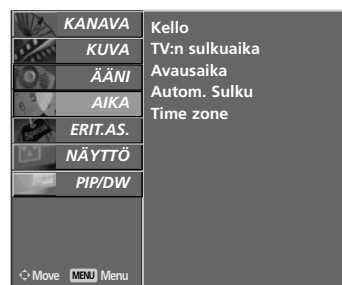 KANAVA
KUVA
ÄÄNI
AIKA
ERIT.AS.
NÄYTTÖ
PIP/DW
Kello
TV:n sulkuaika
Avausaika
Autom. Sulku
Time zone
Move MENU Menu